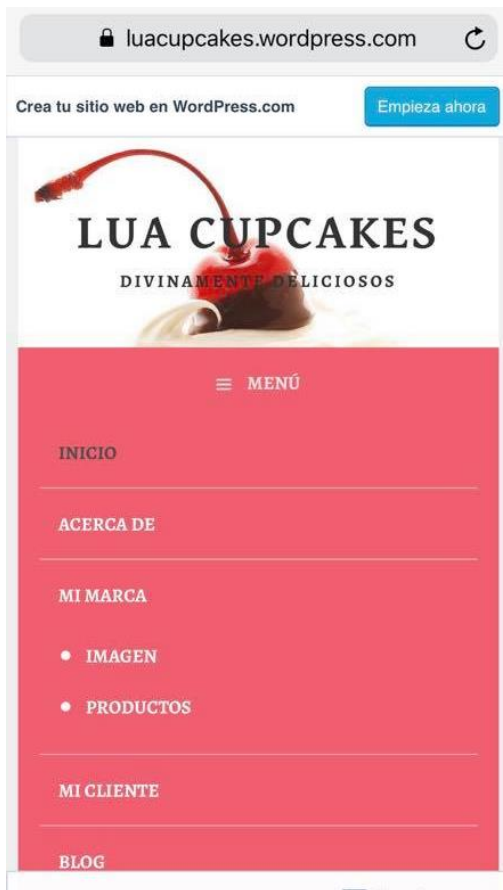 luacupcakes.wordpress.com
Crea tu sitio web en WordPress.com
Empieza ahora
LUA CUPCAKES
DIVINAMENTE DELICIOSOS
MENÚ
INICIO
ACERCA DE
MI MARCA
IMAGEN
PRODUCTOS
MI CLIENTE
BLOG